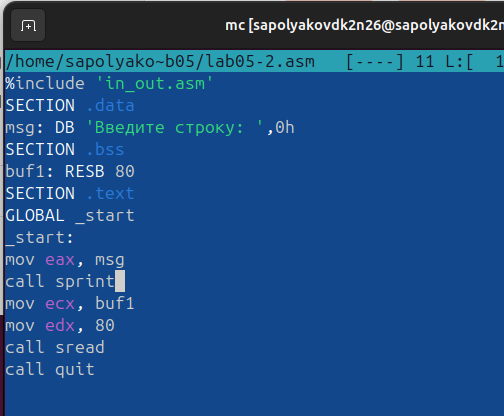 mc [sapolyakovdk2n26@sapolyakovdk2n
/home/sapolyako~b05/lab05-2.asm [----] 11 L:[ 1
%include 'in_out.asm'
SECTION .data
msg: DB 'Введите строку: ',0h
SECTION .bss
buf1: RESB 80
SECTION .text
GLOBAL _start
_start:
mov eax, msg
call sprint
mov ecx, buf1
mov edx, 80
call sread
call quit